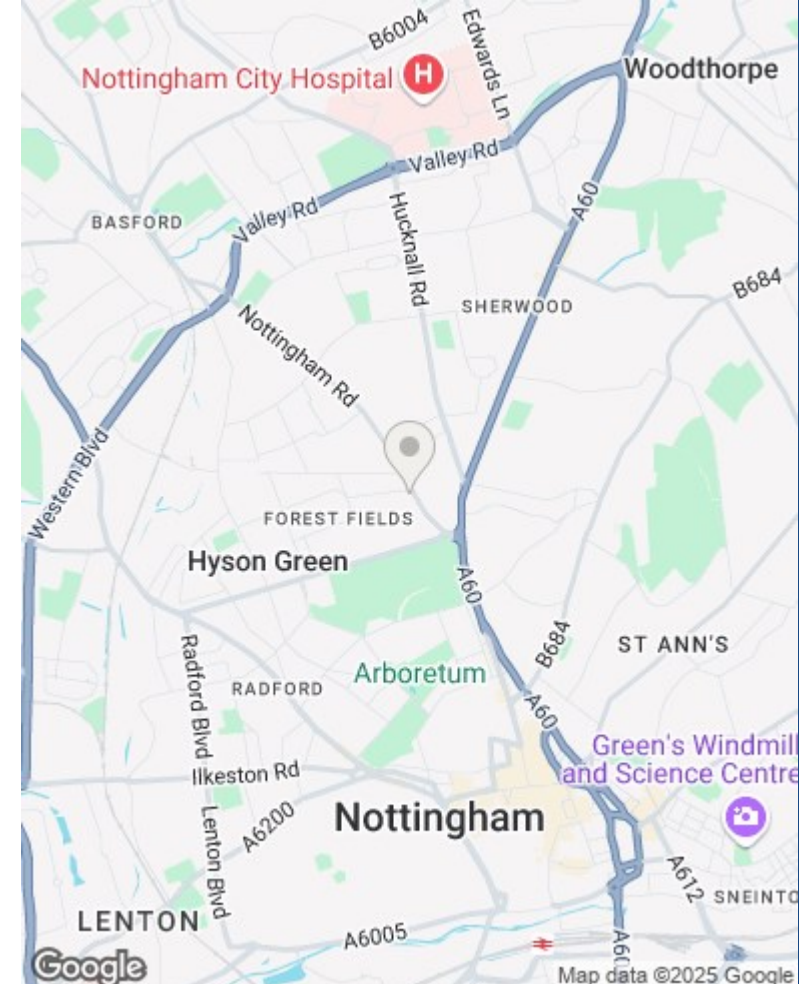 B6004
Edwards Ln
Nottingham City Hospital
H
Woodthorpe
Valley Rd
A60
BASFORD
Valley Rd
Hucknall Rd
B684
SHERWOOD
Nottingham Rd
Western Blvd
FOREST FIELDS
Hyson Green
A60
B684
ST ANN'S
Radford Blvd
Arboretum
RADFORD
A60
Green's Windmill
and Science Centre
Ilkeston Rd
Nottingham
A6200
Lenton Blvd
A612
SNEINTO
LENTON
A6005
A60
Google
Map data ©2025 Google